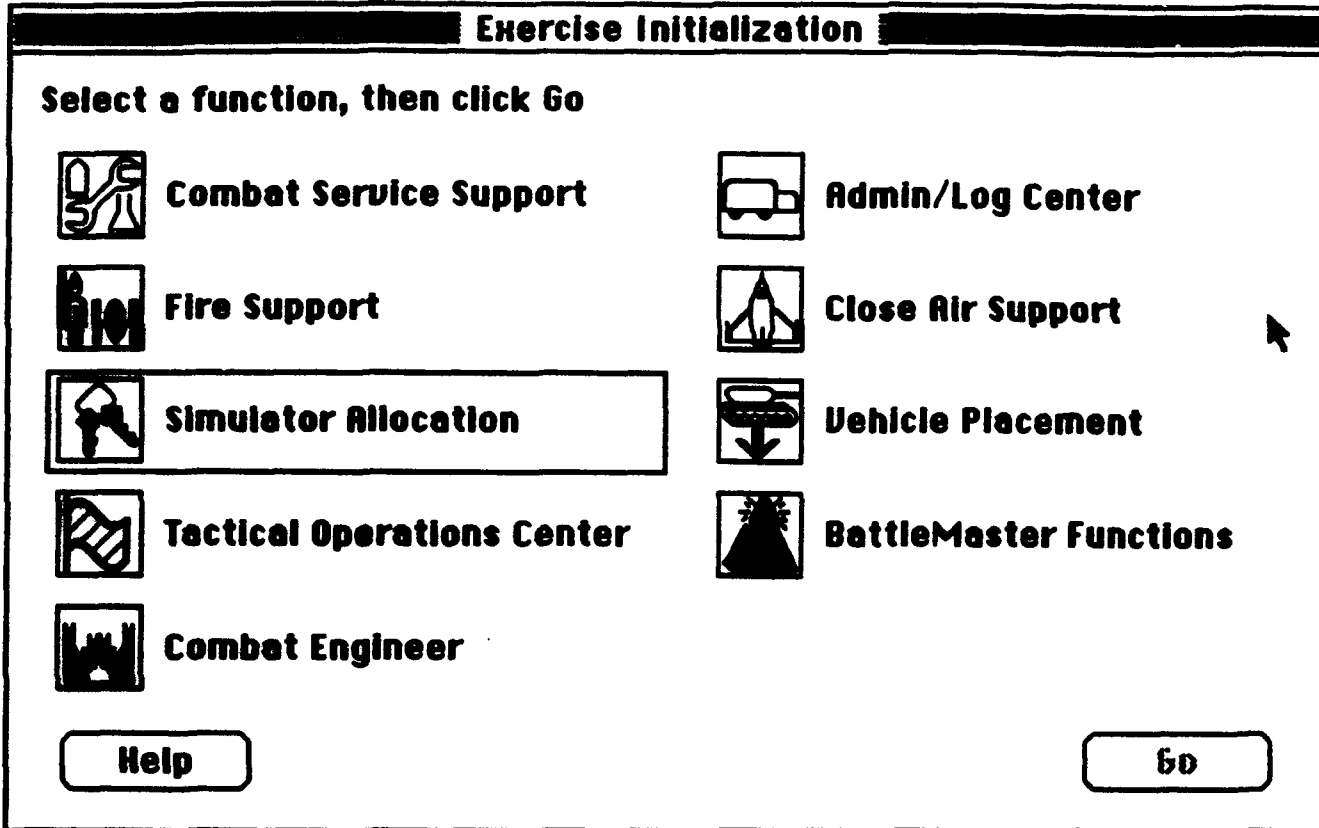 Exercise Initialization
Select a function, then click Go
Combat Service Support
Admin/Log Center
Fire Support
Close Air Support
Simulator Allocation
Vehicle Placement
Tactical Operations Center
BattleMaster Functions
Combat Engineer
Help
Go